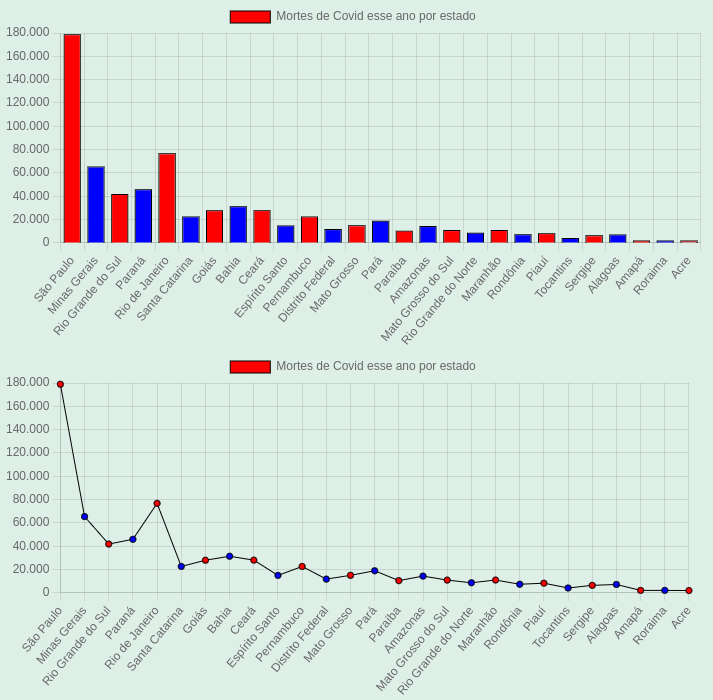 Mortes de Covid esse ano por estado
180.000
160.000
140.000
120.000
100.000
80.000
60.000
40.000
20.000
0
São Paulo
Minas Gerais
Rio Grande do Sul
Paraná
Rio de Janeiro
Santa Catarina
Goiás
Bahia
Ceará
Espírito Santo
Pernambuco
Distrito Federal
Mato Grosso
Pará
Paraíba
Amazonas
Mato Grosso do Sul
Rio Grande do Norte
Maranhão
Rondônia
Piauí
Tocantins
Sergipe
Alagoas
Amapá
Roraima
Acre
Mortes de Covid esse ano por estado
180.000
160.000
140.000
120.000
100.000
80.000
60.000
40.000
20.000
0
São Paulo
Minas Gerais
Rio Grande do Sul
Paraná
Rio de Janeiro
Santa Catarina
Goiás
Bahia
Ceará
Espírito Santo
Pernambuco
Distrito Federal
Mato Grosso
Pará
Paraíba
Amazonas
Mato Grosso do Sul
Rio Grande do Norte
Maranhão
Rondônia
Piauí
Tocantins
Sergipe
Alagoas
Amapá
Roraima
Acre